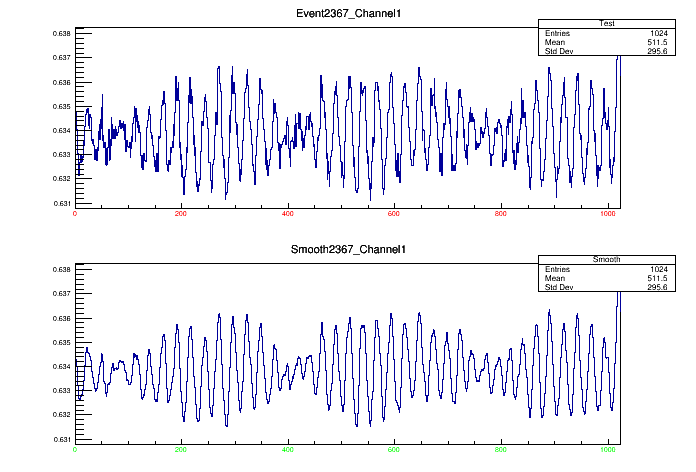 Event2367_Channel1
Test
Entries 1024
Mean 511.5
Std Dev 295.6
0.638
0.637
0.636
0.635
0.634
0.633
0.632
0.631
0 200 400 600 800 1000
Smooth2367_Channel1
Smooth
Entries 1024
Mean 511.5
Std Dev 295.6
0.638
0.637
0.636
0.635
0.634
0.633
0.632
0.631
0 200 400 600 800 1000